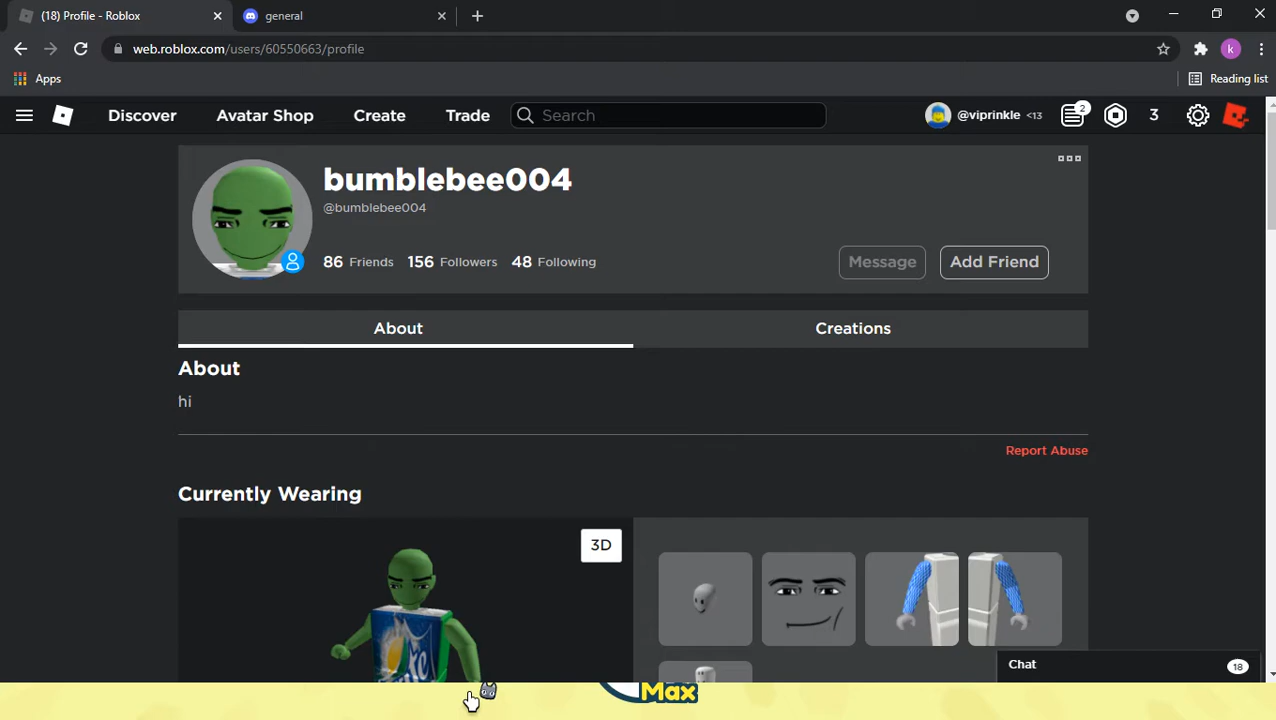 (18) Profile - Roblox
general
web.roblox.com/users/60550663/profile
k
Apps
Reading list
Discover
Avatar Shop
Create
Trade
Search
@viprinkle <13
2
3
bumblebee004
@bumblebee004
86 Friends 156 Followers 48 Following
Message
Add Friend
About
Creations
About
hi
Report Abuse
Currently Wearing
3D
Chat
18
Max